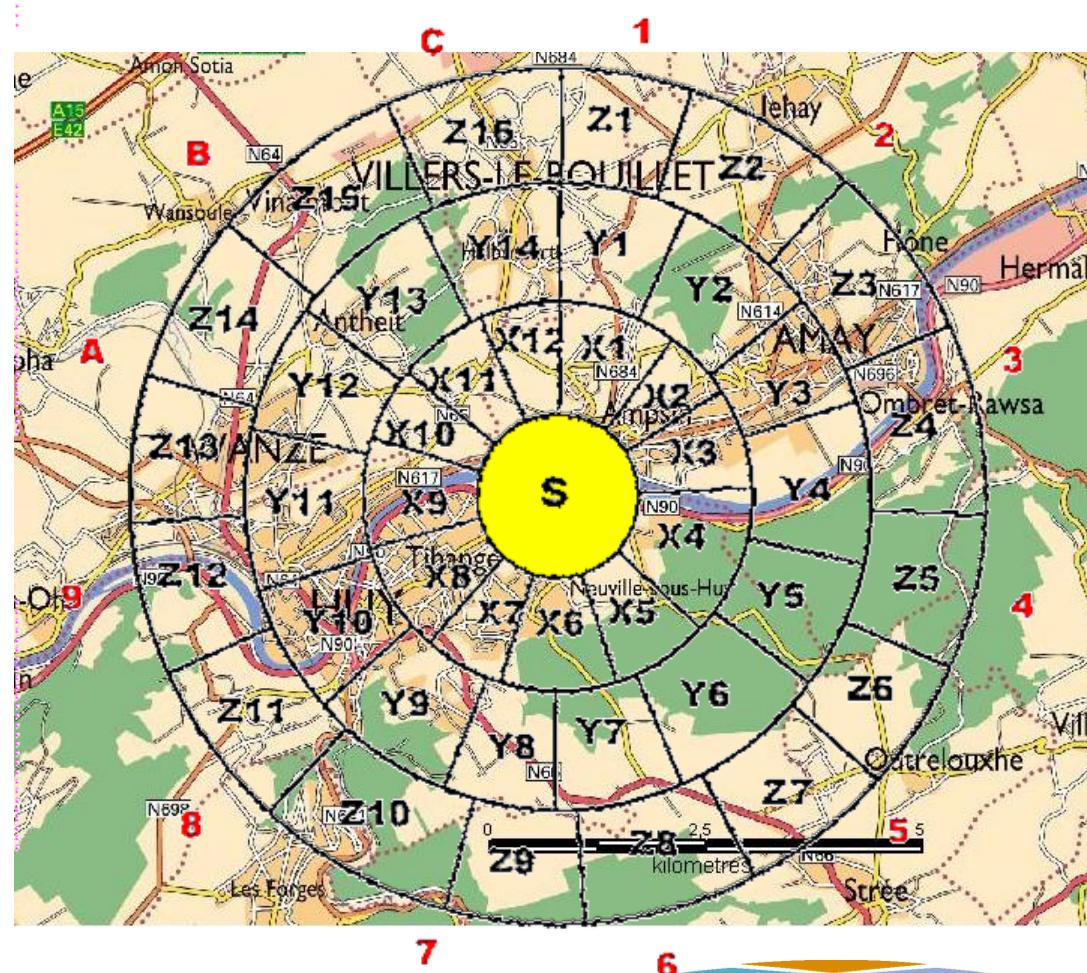 C
1
Amon Sotia
N684
A15
E42
Z16
Z1
Jehay
B
N64
2
VILLERS-LE-BOUILLET
Z2
Z15
Wansoule
Y14
Y1
Hône
Y13
Y2
Z3
N617
Hermal
N90
Z14
Antheit
N614
AMAY
A
X12
X1
3
N684
N696
Y12
X11
X2
Y3
N64
Ampsin
Ombret-Rawsa
N65
Z4
X10
X3
Z13
WANZE
N617
N90
Y11
X9
S
N90
Y4
X4
Tihange
Z12
X8
Neuville-sous-Huy
Z5
9
X7
X6
X5
Y5
4
HUY
Y10
N90
Z6
Y9
Y6
Z11
Y8
Y7
Outrelouxhe
N66
Z7
N698
Z10
8
0
2,5
5
5
Z9
Z8
kilometres
N66
Les Forges
Strée
7
6